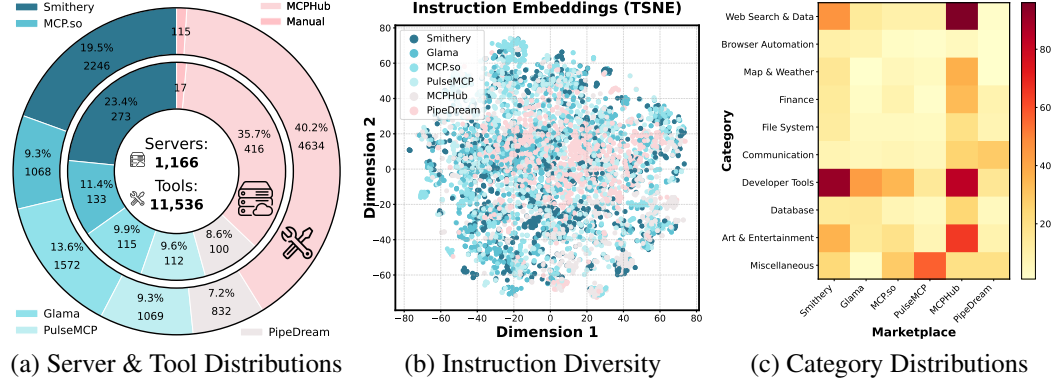 Smithery
MCP.so
MCPHub
Manual
115
19.5%
2246
17
23.4%
273
35.7%
416
40.2%
4634
Servers:
1,166
Tools:
11,536
9.3%
1068
11.4%
133
9.9%
115
9.6%
112
8.6%
100
13.6%
1572
9.3%
1069
7.2%
832
Glama
PulseMCP
PipeDream
(a) Server & Tool Distributions
Instruction Embeddings (TSNE)
Smithery
Glama
MCP.so
PulseMCP
MCPHub
PipeDream
Dimension 2
80
60
40
20
0
−20
−40
−60
−80
−60
−40
−20
0
20
40
60
80
Dimension 1
(b) Instruction Diversity
Category
Web Search & Data
Browser Automation
Map & Weather
Finance
File System
Communication
Developer Tools
Database
Art & Entertainment
Miscellaneous
Smithery
Glama
MCP.so
PulseMCP
MCPHub
PipeDream
Marketplace
80
60
40
20
(c) Category Distributions